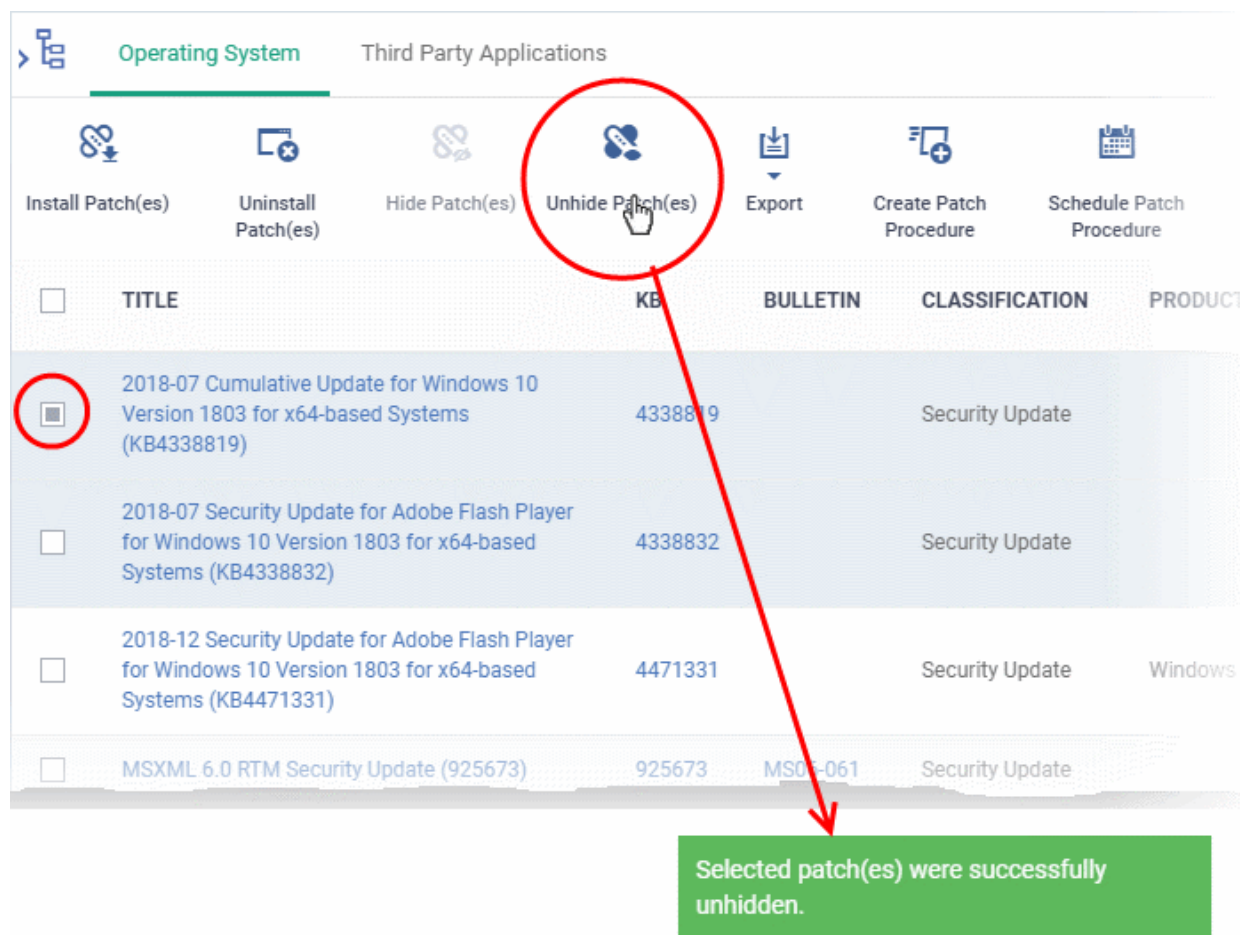 Operating System Third Party Applications
Install Patch(es) Uninstall Patch(es) Hide Patch(es) Unhide Patch(es) Export Create Patch Procedure Schedule Patch Procedure
TITLE KB BULLETIN CLASSIFICATION PRODUCT
2018-07 Cumulative Update for Windows 10
Version 1803 for x64-based Systems 4338819 Security Update
(KB4338819)
2018-07 Security Update for Adobe Flash Player
for Windows 10 Version 1803 for x64-based 4338832 Security Update
Systems (KB4338832)
2018-12 Security Update for Adobe Flash Player
for Windows 10 Version 1803 for x64-based 4471331 Security Update Windows
Systems (KB4471331)
MSXML 6.0 RTM Security Update (925673) 925673 MS06-061 Security Update
Selected patch(es) were successfully
unhidden.